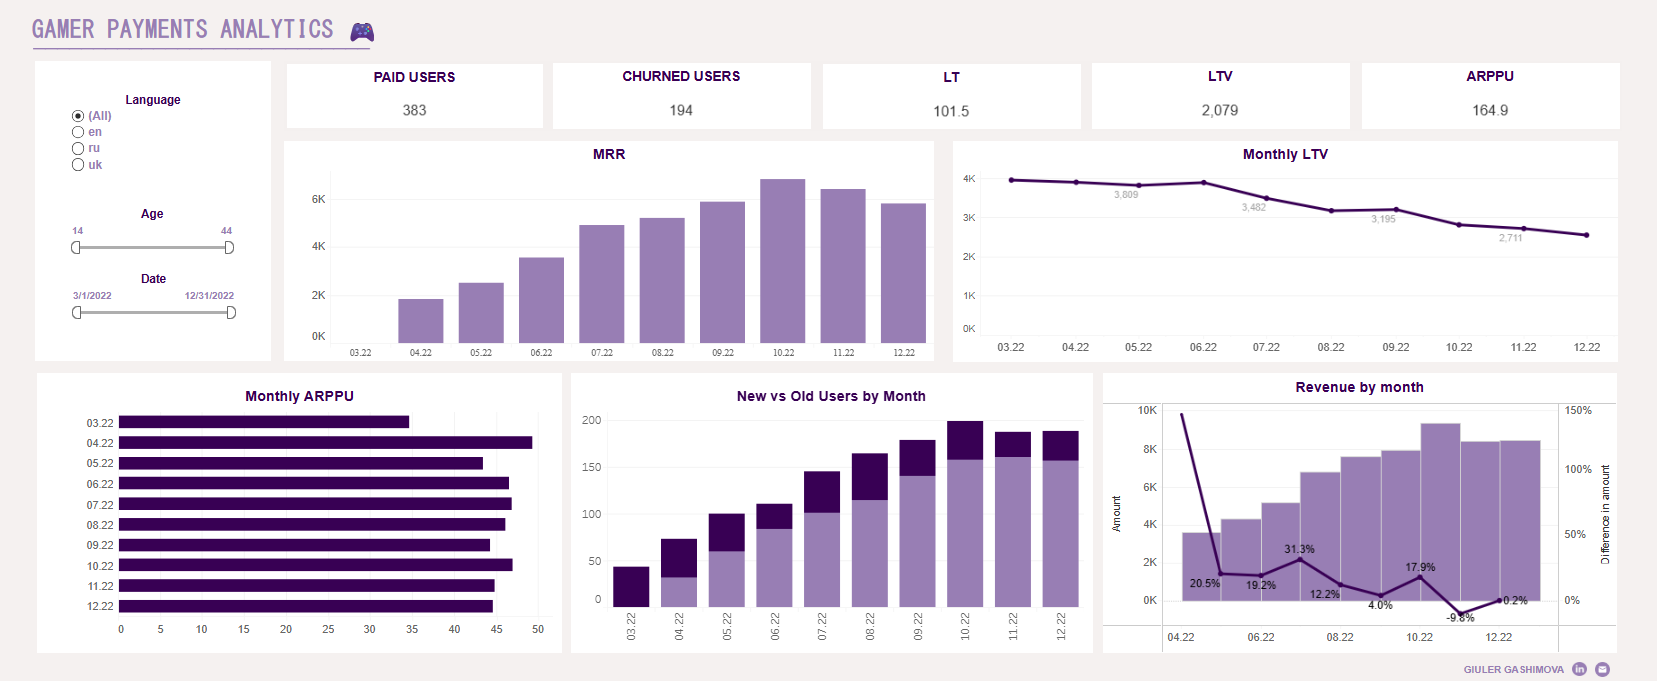 GAMER PAYMENTS ANALYTICS
Language
(All)
en
ru
uk
Age
14 44
Date
3/1/2022 12/31/2022
PAID USERS
383
CHURNED USERS
194
LT
101.5
LTV
2,079
ARPPU
164.9
MRR
6K
4K
2K
0K
03.22 04.22 05.22 06.22 07.22 08.22 09.22 10.22 11.22 12.22
Monthly LTV
4K
3K
2K
1K
0K
3,809
3,482
3,195
2,711
03.22 04.22 05.22 06.22 07.22 08.22 09.22 10.22 11.22 12.22
Monthly ARPPU
03.22
04.22
05.22
06.22
07.22
08.22
09.22
10.22
11.22
12.22
0 5 10 15 20 25 30 35 40 45 50
New vs Old Users by Month
200
150
100
50
0
03.22 04.22 05.22 06.22 07.22 08.22 09.22 10.22 11.22 12.22
Revenue by month
Amount
10K
8K
6K
4K
2K
0K
20.5%
19.2%
31.3%
12.2%
4.0%
17.9%
-9.8%
0.2%
150%
100%
50%
0%
Difference in amount
04.22 06.22 08.22 10.22 12.22
GIULER GASHIMOVA in